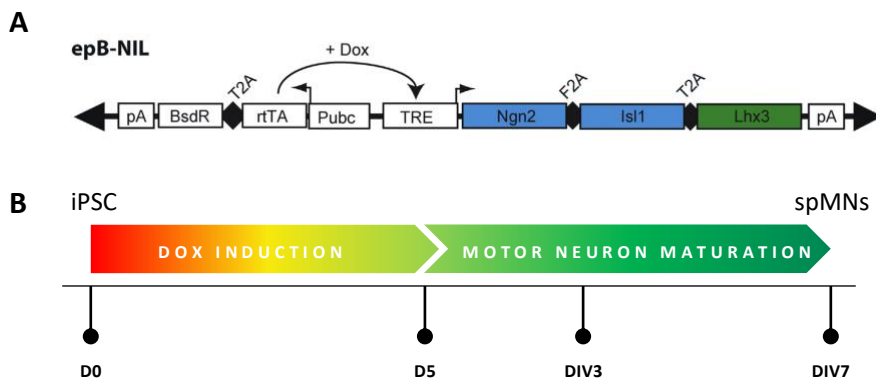 A
epB-NIL
+ Dox
T2A
F2A
T2A
pA BsdR rtTA Pubc TRE Ngn2 Isl1 Lhx3 pA
B
iPSC spMNs
DOX INDUCTION MOTOR NEURON MATURATION
D0 D5 DIV3 DIV7